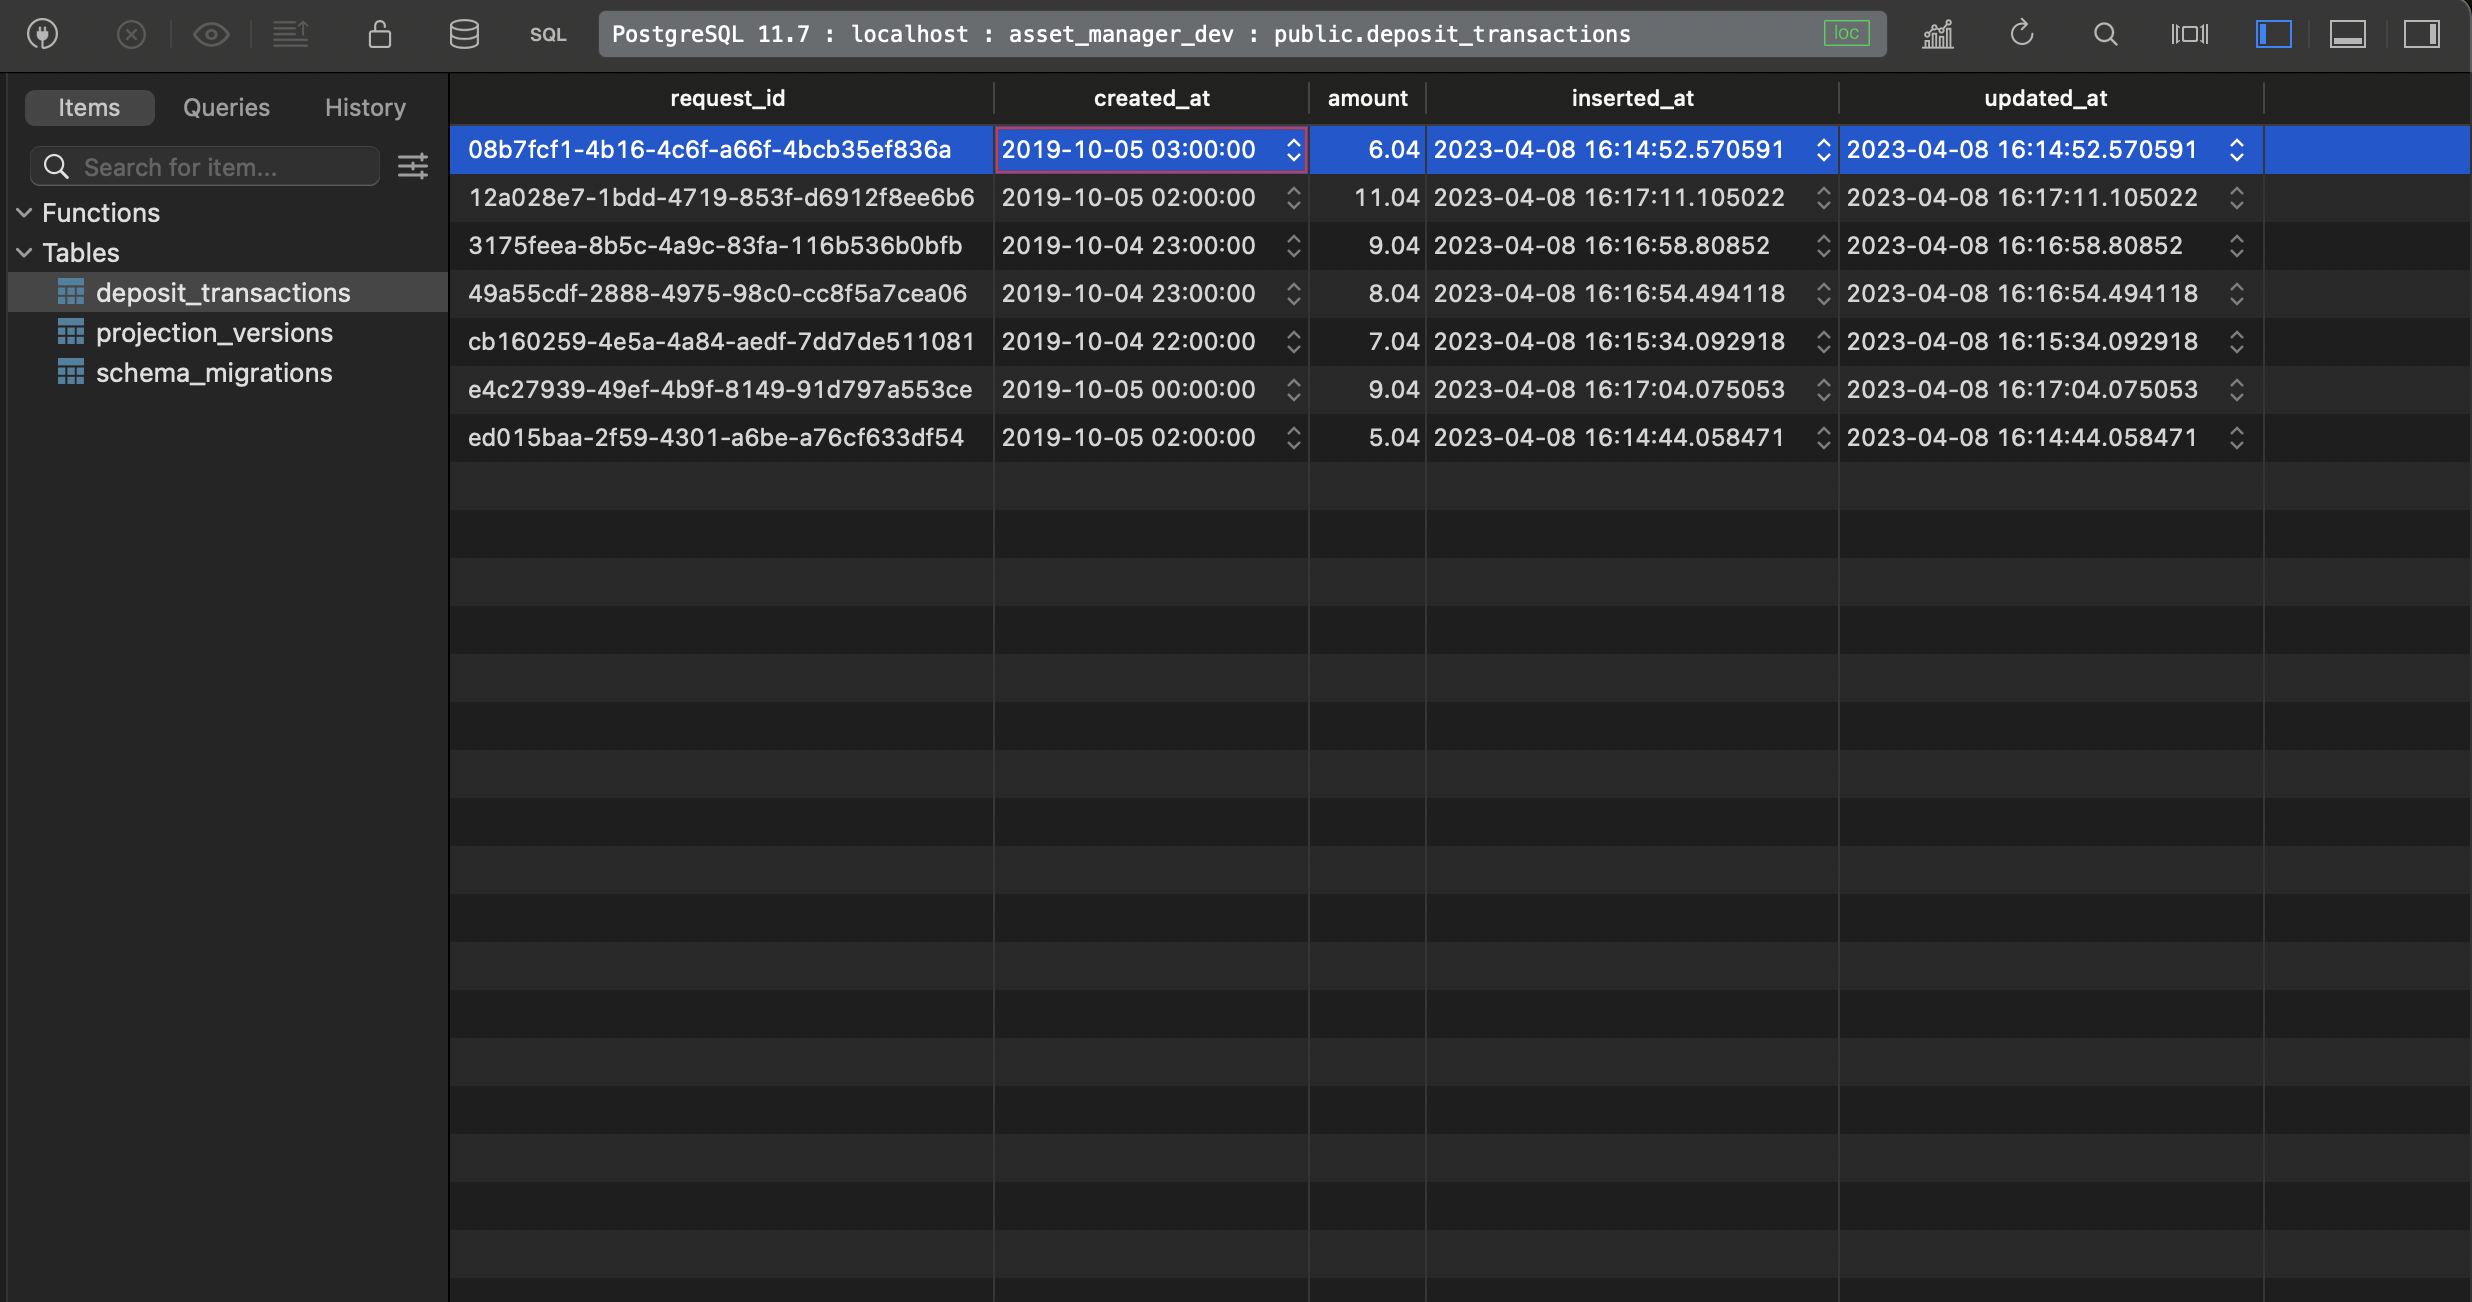 SQL PostgreSQL 11.7 : localhost : asset_manager_dev : public.deposit_transactions loc
Items Queries History
Search for item...
Functions
Tables
deposit_transactions
projection_versions
schema_migrations
request_id created_at amount inserted_at updated_at
08b7fcf1-4b16-4c6f-a66f-4bcb35ef836a 2019-10-05 03:00:00 6.04 2023-04-08 16:14:52.570591 2023-04-08 16:14:52.570591
12a028e7-1bdd-4719-853f-d6912f8ee6b6 2019-10-05 02:00:00 11.04 2023-04-08 16:17:11.105022 2023-04-08 16:17:11.105022
3175feea-8b5c-4a9c-83fa-116b536b0bfb 2019-10-04 23:00:00 9.04 2023-04-08 16:16:58.80852 2023-04-08 16:16:58.80852
49a55cdf-2888-4975-98c0-cc8f5a7cea06 2019-10-04 23:00:00 8.04 2023-04-08 16:16:54.494118 2023-04-08 16:16:54.494118
cb160259-4e5a-4a84-aedf-7dd7de511081 2019-10-04 22:00:00 7.04 2023-04-08 16:15:34.092918 2023-04-08 16:15:34.092918
e4c27939-49ef-4b9f-8149-91d797a553ce 2019-10-05 00:00:00 9.04 2023-04-08 16:17:04.075053 2023-04-08 16:17:04.075053
ed015baa-2f59-4301-a6be-a76cf633df54 2019-10-05 02:00:00 5.04 2023-04-08 16:14:44.058471 2023-04-08 16:14:44.058471